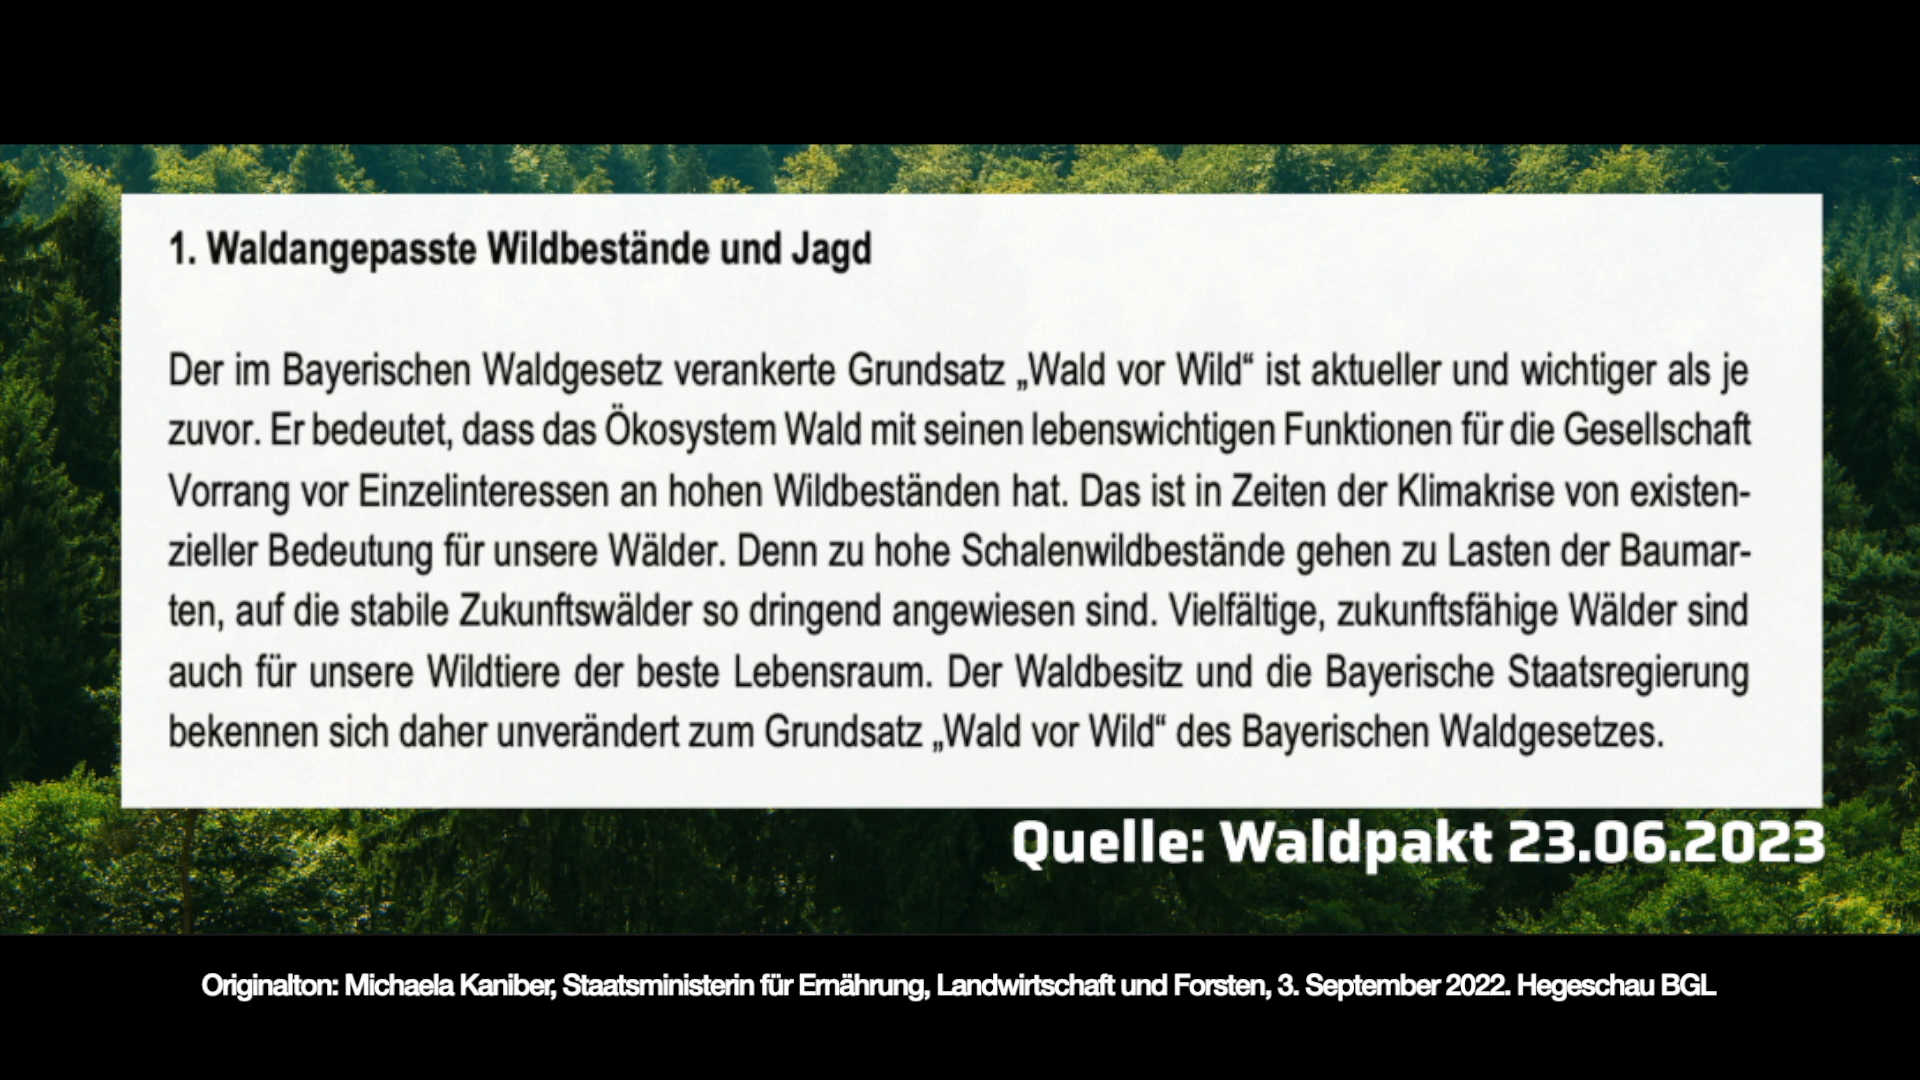 1. Waldangepasste Wildbestände und Jagd
Der im Bayerischen Waldgesetz verankerte Grundsatz „Wald vor Wild“ ist aktueller und wichtiger als je
zuvor. Er bedeutet, dass das Ökosystem Wald mit seinen lebenswichtigen Funktionen für die Gesellschaft
Vorrang vor Einzelinteressen an hohen Wildbeständen hat. Das ist in Zeiten der Klimakrise von existen-
zieller Bedeutung für unsere Wälder. Denn zu hohe Schalenwildbestände gehen zu Lasten der Baumar-
ten, auf die stabile Zukunftswälder so dringend angewiesen sind. Vielfältige, zukunftsfähige Wälder sind
auch für unsere Wildtiere der beste Lebensraum. Der Waldbesitz und die Bayerische Staatsregierung
bekennen sich daher unverändert zum Grundsatz „Wald vor Wild“ des Bayerischen Waldgesetzes.
Quelle: Waldpakt 23.06.2023
Originalton: Michaela Kaniber, Staatsministerin für Ernährung, Landwirtschaft und Forsten, 3. September 2022. Hegeschau BGL